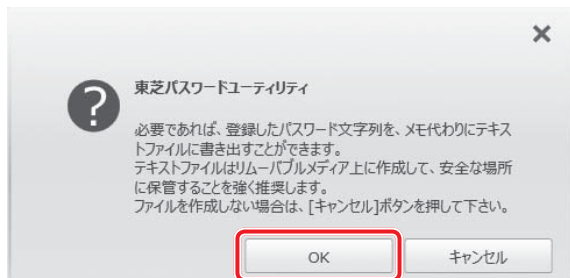 東芝パスワードユーティリティ
必要であれば、登録したパスワード文字列を、メモ代わりにテキス
トファイルに書き出すことができます。
テキストファイルはリムーバブルメディア上に作成して、安全な場所
に保管することを強く推奨します。
ファイルを作成しない場合は、[キャンセル]ボタンを押して下さい。
OK
キャンセル